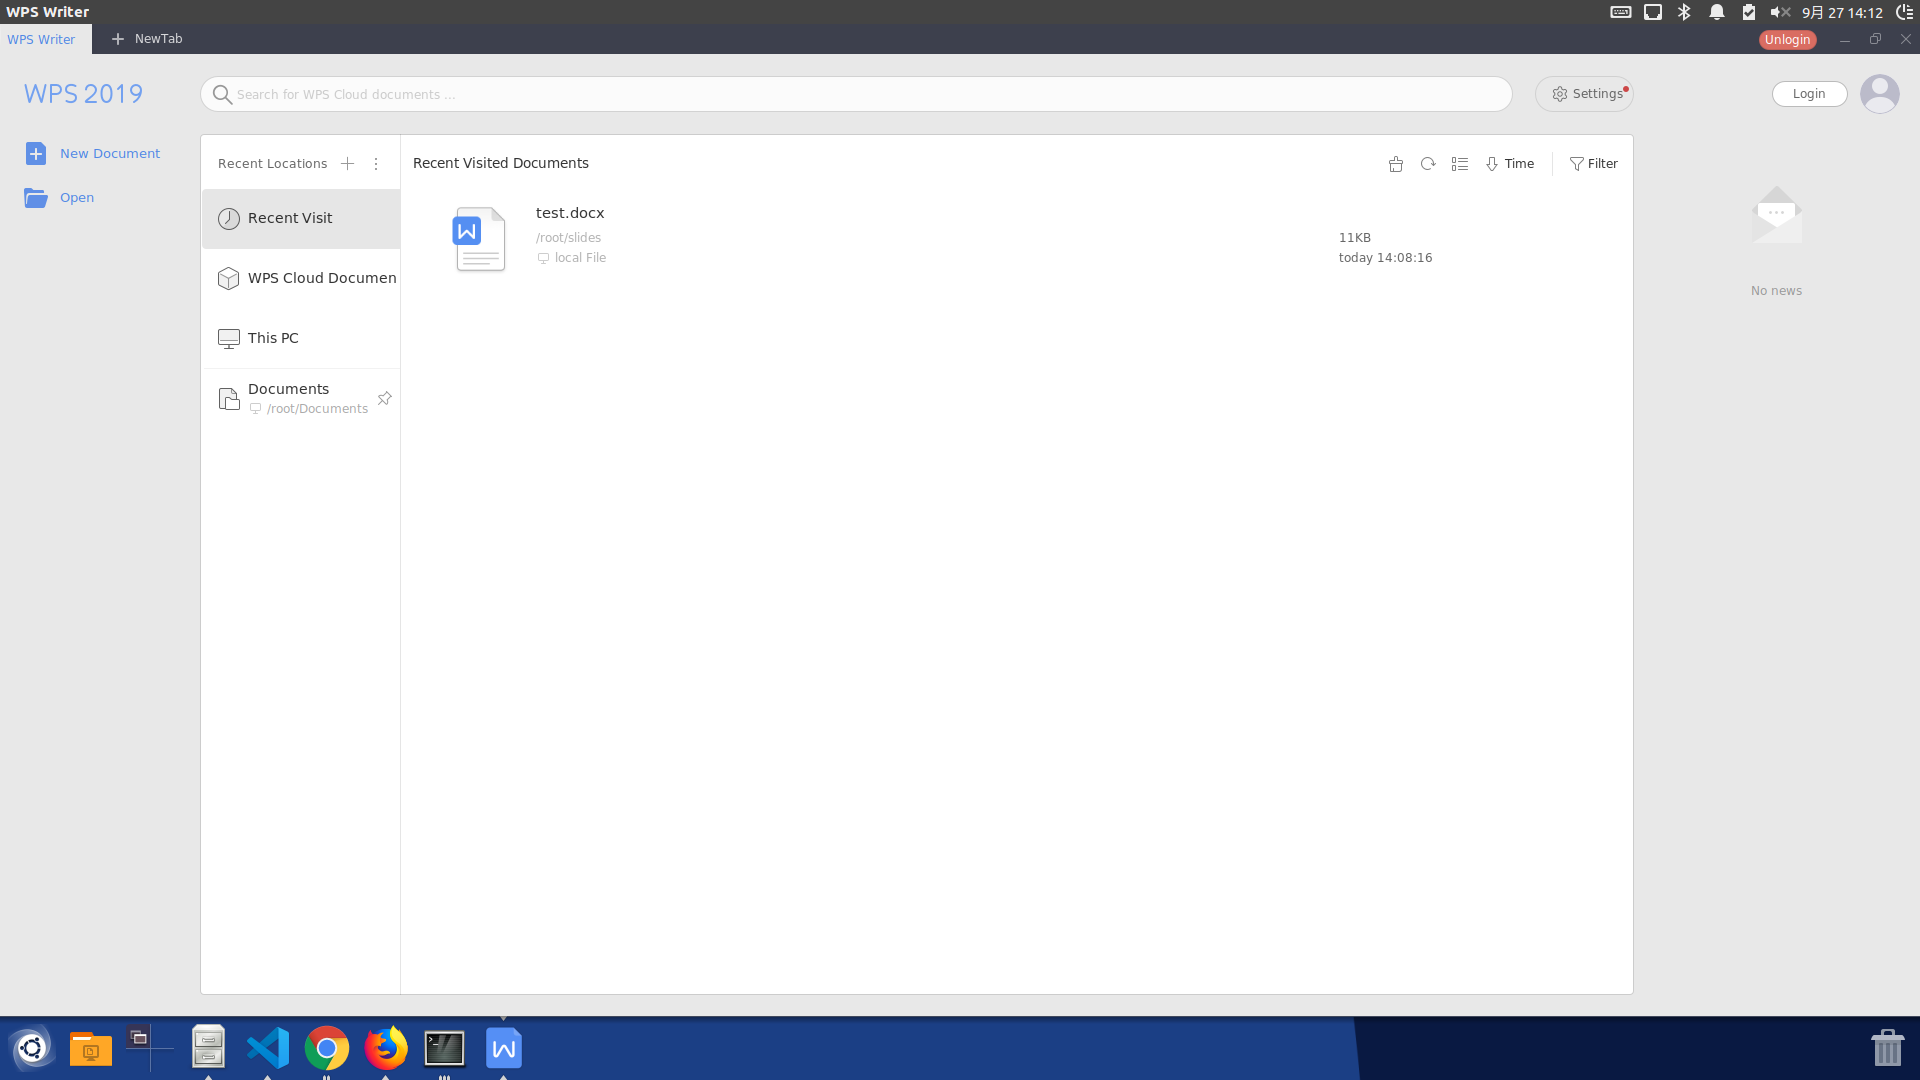 WPS Writer
9月 27 14:12
WPS Writer
NewTab
Unlogin
WPS 2019
Search for WPS Cloud documents ...
Settings
Login
New Document
Open
Recent Locations
Recent Visit
WPS Cloud Documen
This PC
Documents
/root/Documents
Recent Visited Documents
Time
Filter
test.docx
/root/slides
11KB
local File
today 14:08:16
No news